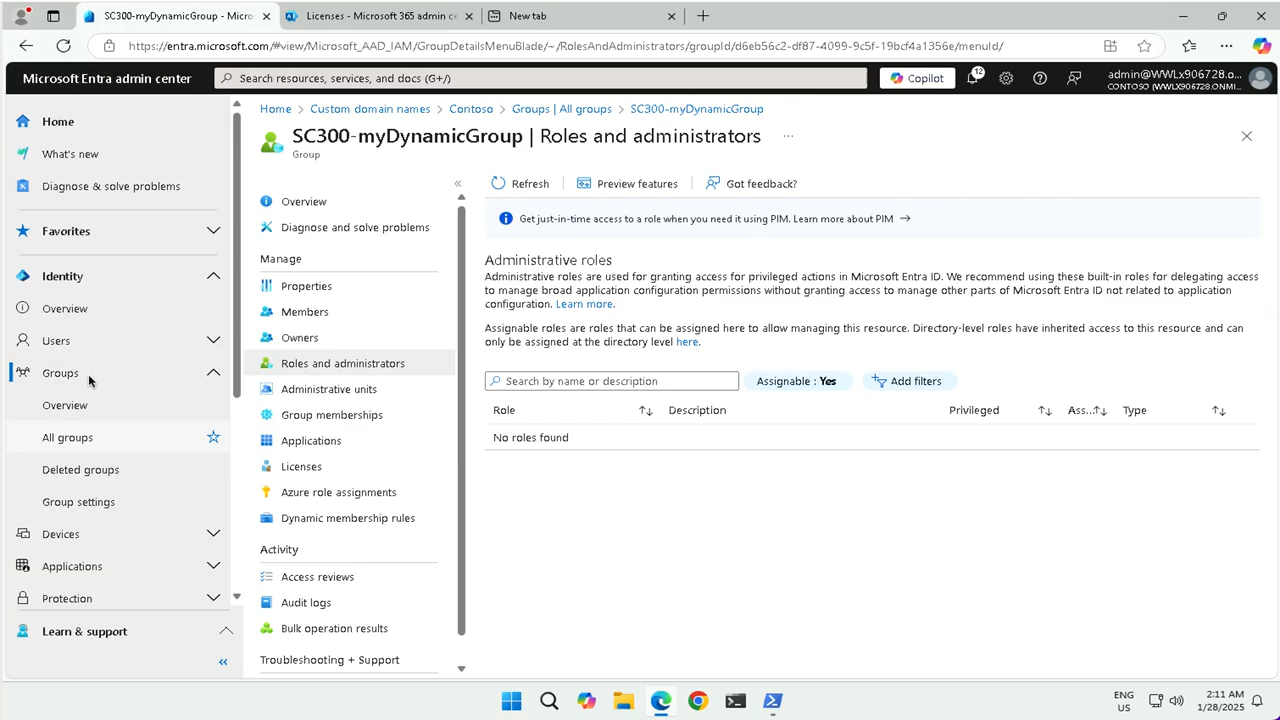 SC300-myDynamicGroup - Micro
Licenses - Microsoft 365 admin ce
New tab
https://entra.microsoft.com/#view/Microsoft_AAD_IAM/GroupDetailsMenuBlade/~/RolesAndAdministrators/groupId/d6eb56c2-df87-4099-9c5f-19bcf4a1356e/menuId/
Microsoft Entra admin center
Search resources, services, and docs (G+/)
Copilot
12
admin@WWLx906728.o...
CONTOSO (WWLX906728.ONMI...
Home
What's new
Diagnose & solve problems
Favorites
Identity
Overview
Users
Groups
Overview
All groups
Deleted groups
Group settings
Devices
Applications
Protection
Learn & support
Home > Custom domain names > Contoso > Groups | All groups > SC300-myDynamicGroup
SC300-myDynamicGroup | Roles and administrators ...
Group
Overview
Diagnose and solve problems
Manage
Properties
Members
Owners
Roles and administrators
Administrative units
Group memberships
Applications
Licenses
Azure role assignments
Dynamic membership rules
Activity
Access reviews
Audit logs
Bulk operation results
Troubleshooting + Support
Refresh
Preview features
Got feedback?
Get just-in-time access to a role when you need it using PIM. Learn more about PIM →
Administrative roles
Administrative roles are used for granting access for privileged actions in Microsoft Entra ID. We recommend using these built-in roles for delegating access
to manage broad application configuration permissions without granting access to manage other parts of Microsoft Entra ID not related to application
configuration. Learn more.
Assignable roles are roles that can be assigned here to allow managing this resource. Directory-level roles have inherited access to this resource and can
only be assigned at the directory level here.
Search by name or description
Assignable : Yes
Add filters
Role
Description
Privileged
Ass...
Type
No roles found
ENG
US
2:11 AM
1/28/2025